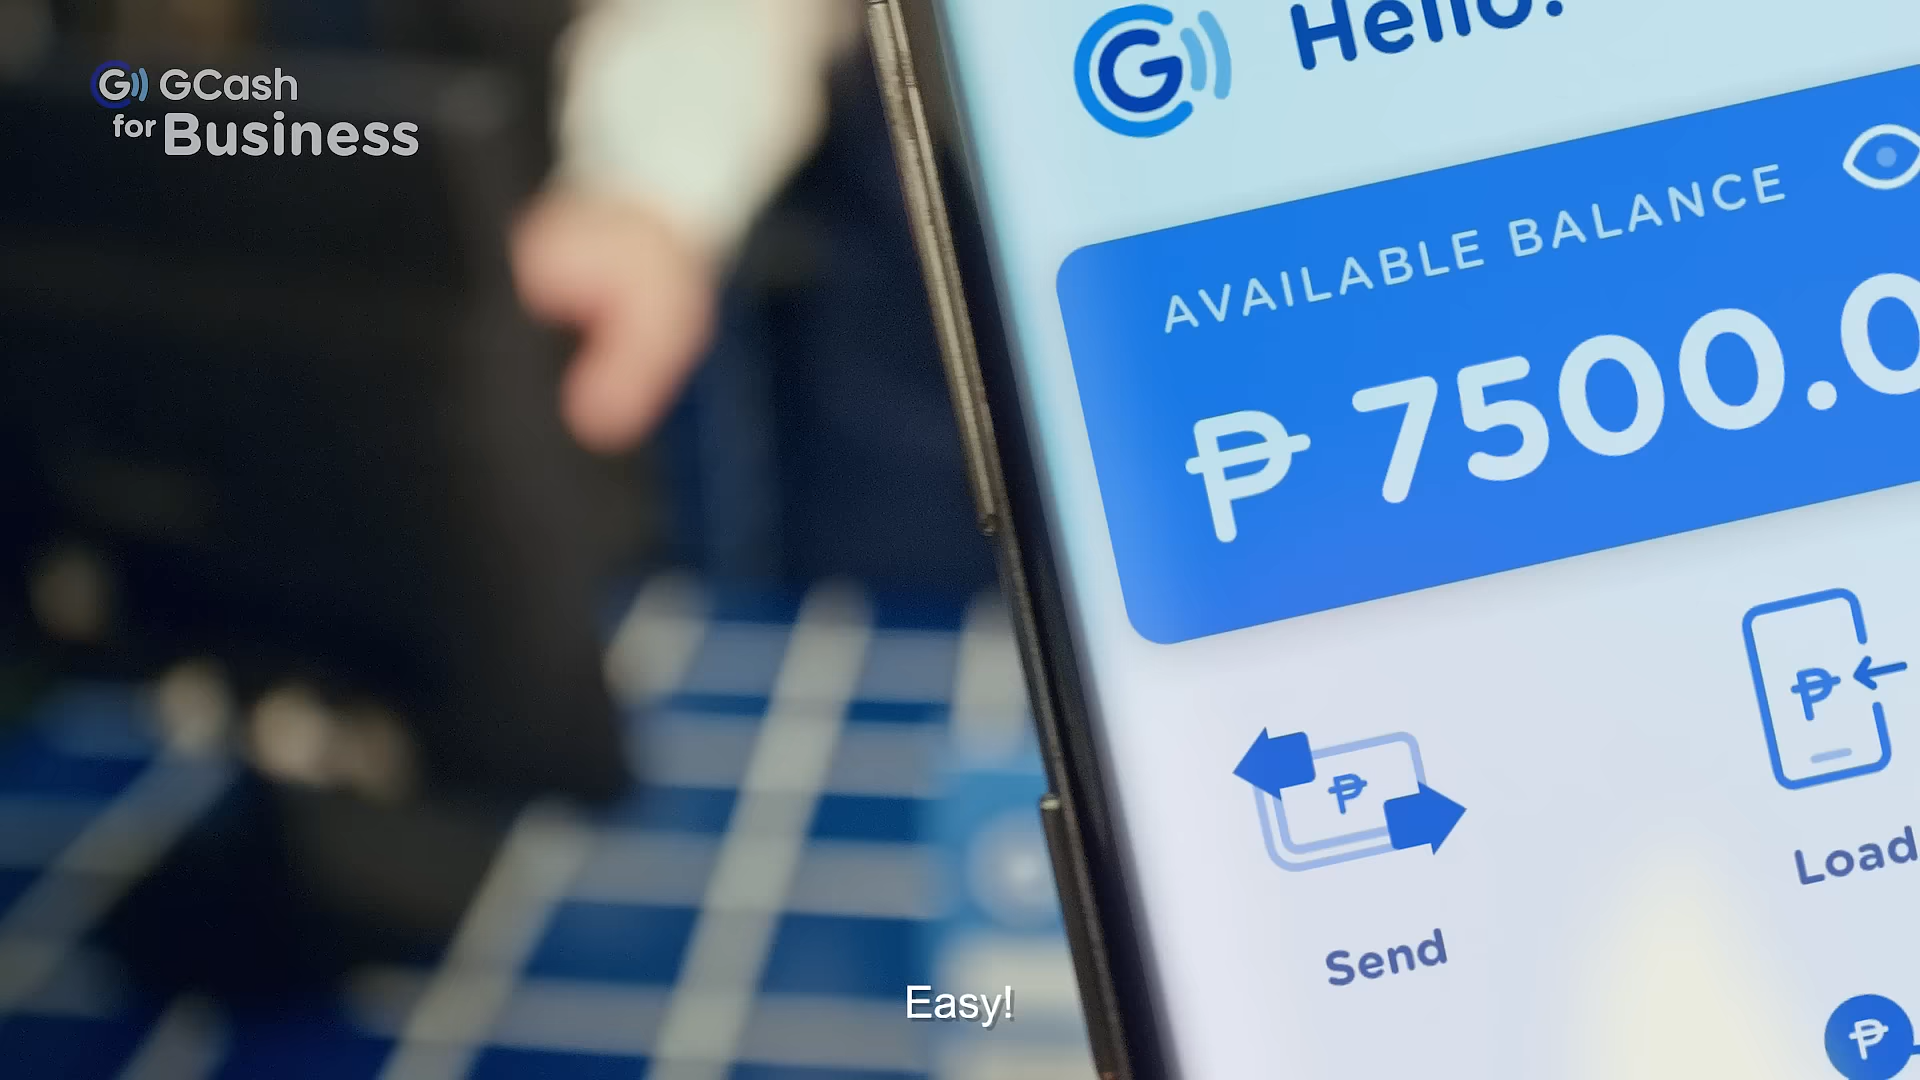 GCash
for Business
Hello!
AVAILABLE BALANCE
₱ 7500.0
Load
Send
Easy!